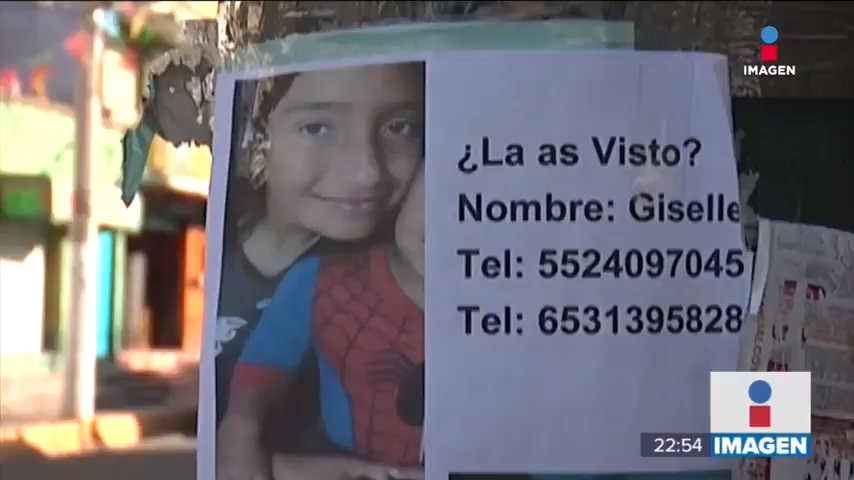 IMAGEN
¿La as Visto?
Nombre: Giselle
Tel: 5524097045
Tel: 6531395828
22:54 IMAGEN